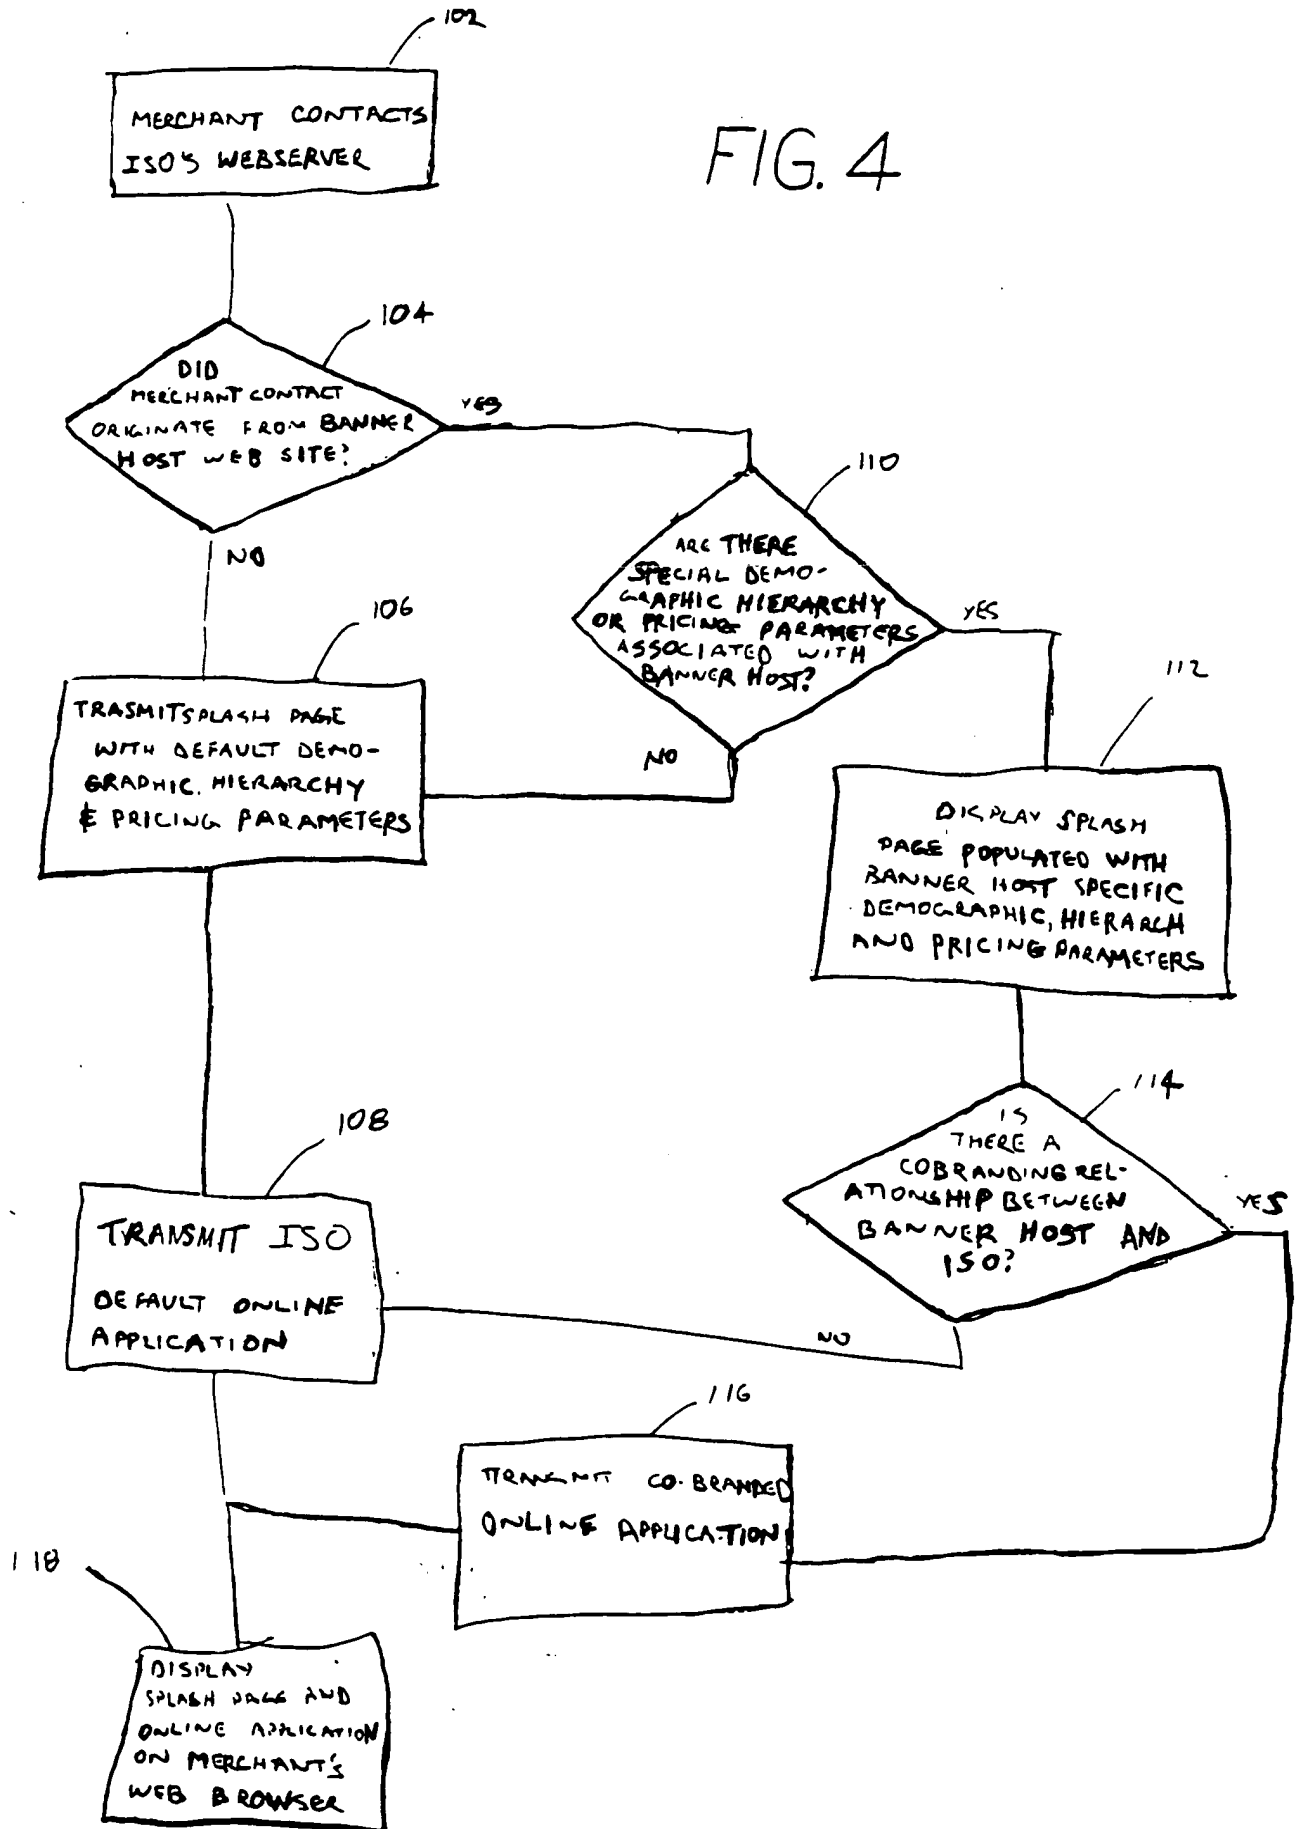 102
MERCHANT CONTACTS
ISO'S WEBSERVER
FIG. 4
104
DID
MERCHANT CONTACT
ORIGINATE FROM BANNER
HOST WEB SITE?
YES
NO
110
ARE THERE
SPECIAL DEMO-
GRAPHIC HIERARCHY
OR PRICING PARAMETERS
ASSOCIATED WITH
BANNER HOST?
YES
NO
106
TRASMIT SPLASH PAGE
WITH DEFAULT DEMO-
GRAPHIC, HIERARCHY
& PRICING PARAMETERS
112
DISPLAY SPLASH
PAGE POPULATED WITH
BANNER HOST SPECIFIC
DEMOGRAPHIC, HIERARCH
AND PRICING PARAMETERS
114
IS
THERE A
COBRANDING REL-
ATIONSHIP BETWEEN
BANNER HOST AND
ISO?
YES
NO
108
TRANSMIT ISO
DEFAULT ONLINE
APPLICATION
116
TRANSMIT CO-BRANDED
ONLINE APPLICATION
118
DISPLAY
SPLASH PAGE AND
ONLINE APPLICATION
ON MERCHANT'S
WEB BROWSER